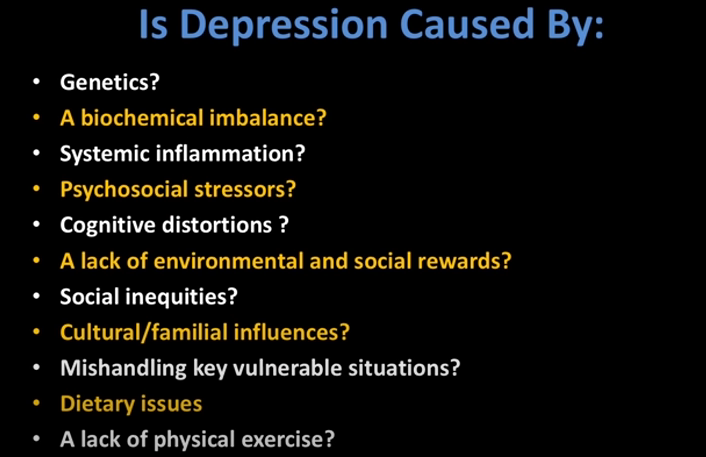 Is Depression Caused By:
• Genetics?
• A biochemical imbalance?
• Systemic inflammation?
• Psychosocial stressors?
• Cognitive distortions ?
• A lack of environmental and social rewards?
• Social inequities?
• Cultural/familial influences?
• Mishandling key vulnerable situations?
• Dietary issues
• A lack of physical exercise?